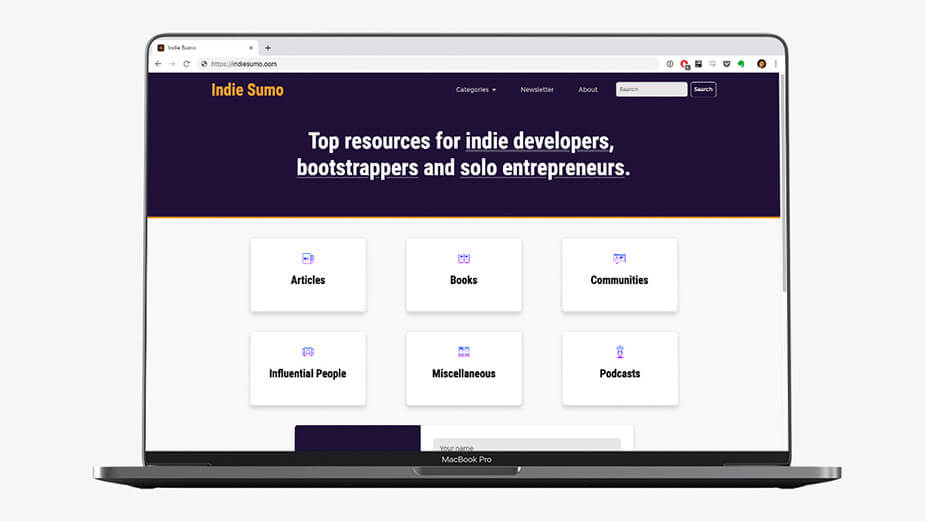 Indie Sumo
https://indiesumo.com
Indie Sumo
Categories
Newsletter
About
Search
Search
Top resources for indie developers,
bootstrappers and solo entrepreneurs.
Articles
Books
Communities
Influential People
Miscellaneous
Podcasts
Your name
MacBook Pro